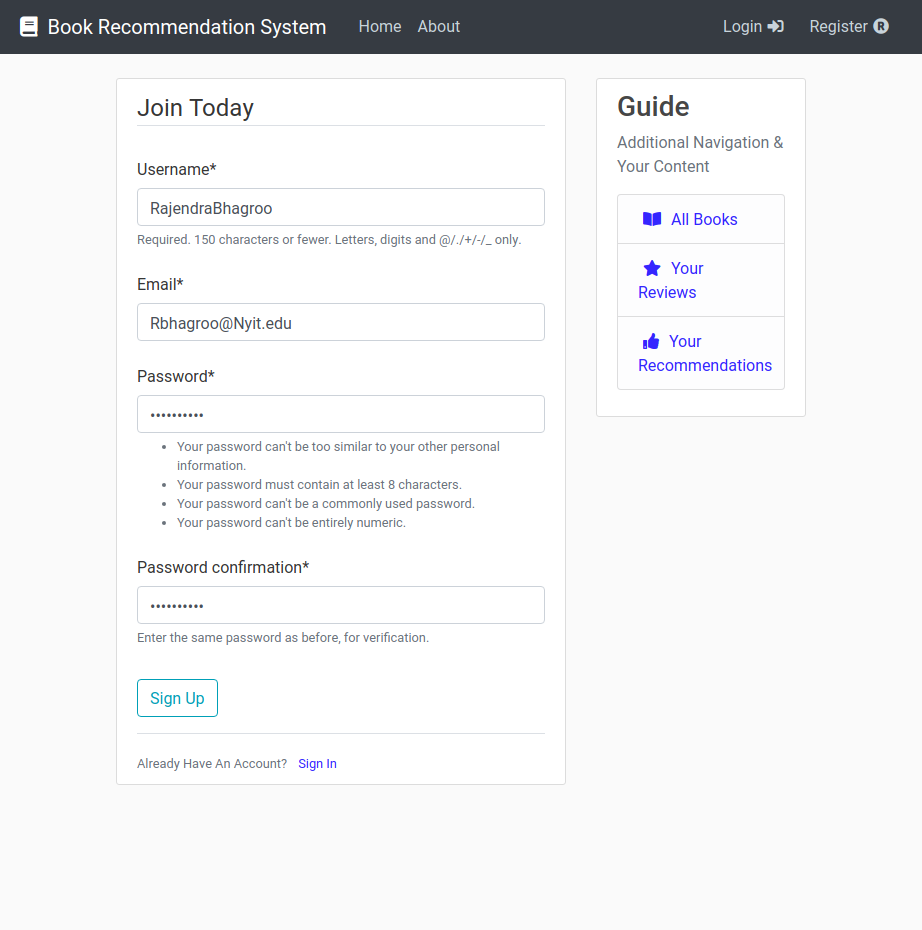 Book Recommendation System Home About Login Register
Join Today
Username*
RajendraBhagroo
Required. 150 characters or fewer. Letters, digits and @/./+/-/_ only.
Email*
Rbhagroo@Nyit.edu
Password*
••••••••••
• Your password can't be too similar to your other personal
information.
• Your password must contain at least 8 characters.
• Your password can't be a commonly used password.
• Your password can't be entirely numeric.
Password confirmation*
••••••••••
Enter the same password as before, for verification.
Sign Up
Already Have An Account? Sign In
Guide
Additional Navigation &
Your Content
All Books
Your
Reviews
Your
Recommendations